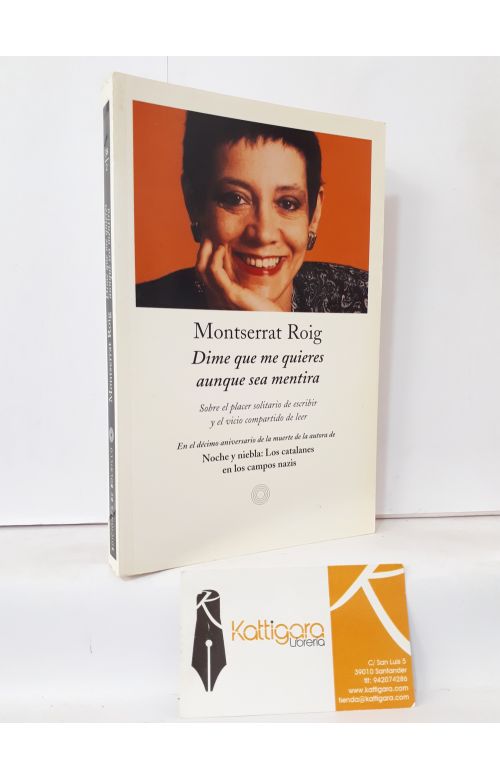 Montserrat Roig
Dime que me quieres
aunque sea mentira
Sobre el placer solitario de escribir
y el vicio compartido de leer
En el décimo aniversario de la muerte de la autora de
Noche y niebla: Los catalanes
en los campos nazis
Montserrat Roig
Kattigara
Librería
C/ San Luis 5
39010 Santander
tlf: 942074286
www.kattigara.com
tienda@kattigara.com